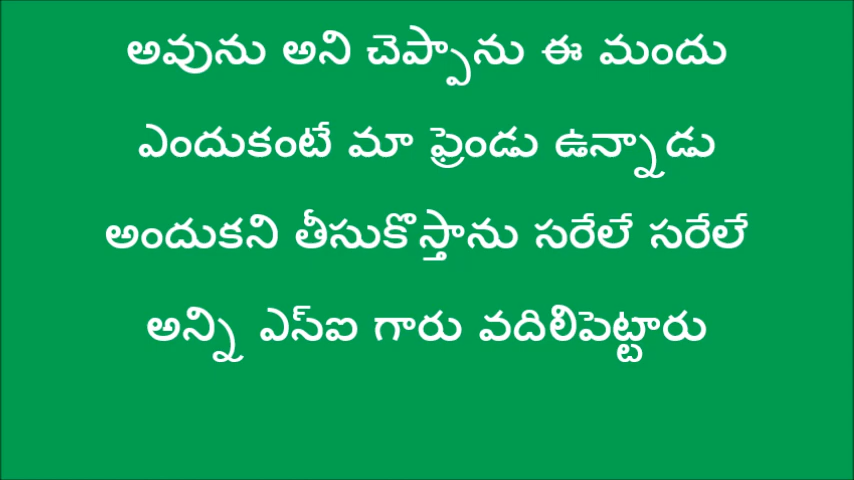 అవును అని చెప్పాను ఈ మందు
ఎందుకంటే మా ఫ్రెండు ఉన్నాడు
అందుకని తీసుకొస్తాను సరేలే సరేలే
అన్ని ఎస్ఐ గారు వదిలిపెట్టారు